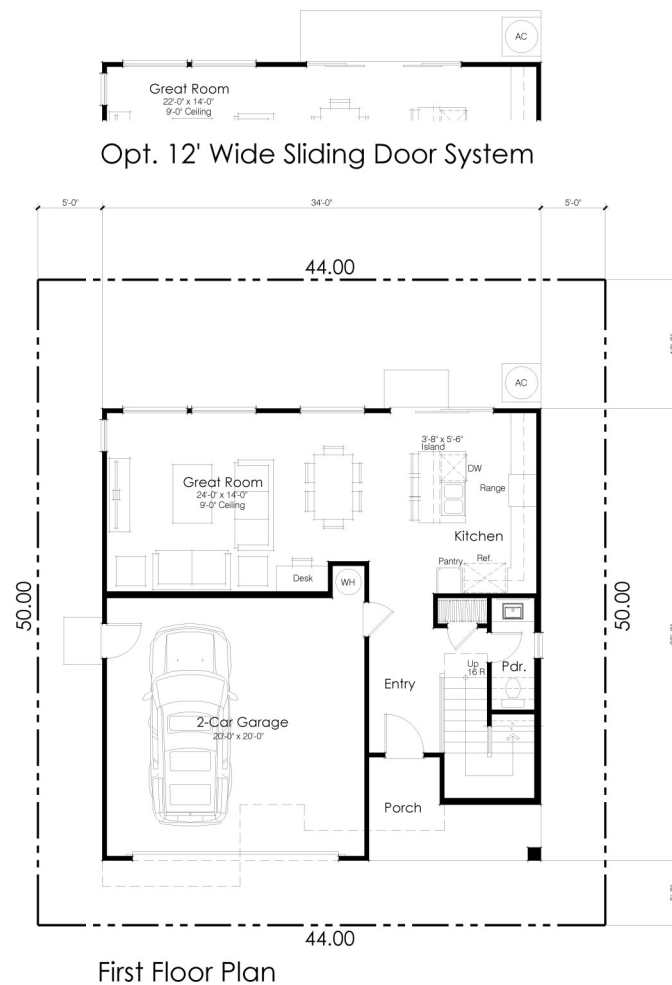 AC
Great Room
22'-0" x 14'-0"
9'-0" Ceiling
Opt. 12' Wide Sliding Door System
5'-0"
34'-0"
5'-0"
44.00
AC
3'-8" x 5'-6"
Island
DW
Great Room
24'-0" x 14'-0"
9'-0" Ceiling
Range
Kitchen
Pantry
Ref.
Desk
WH
50.00
50.00
Up
16 R
Pdr.
Entry
2-Car Garage
20'-0" x 20'-0"
Porch
44.00
First Floor Plan